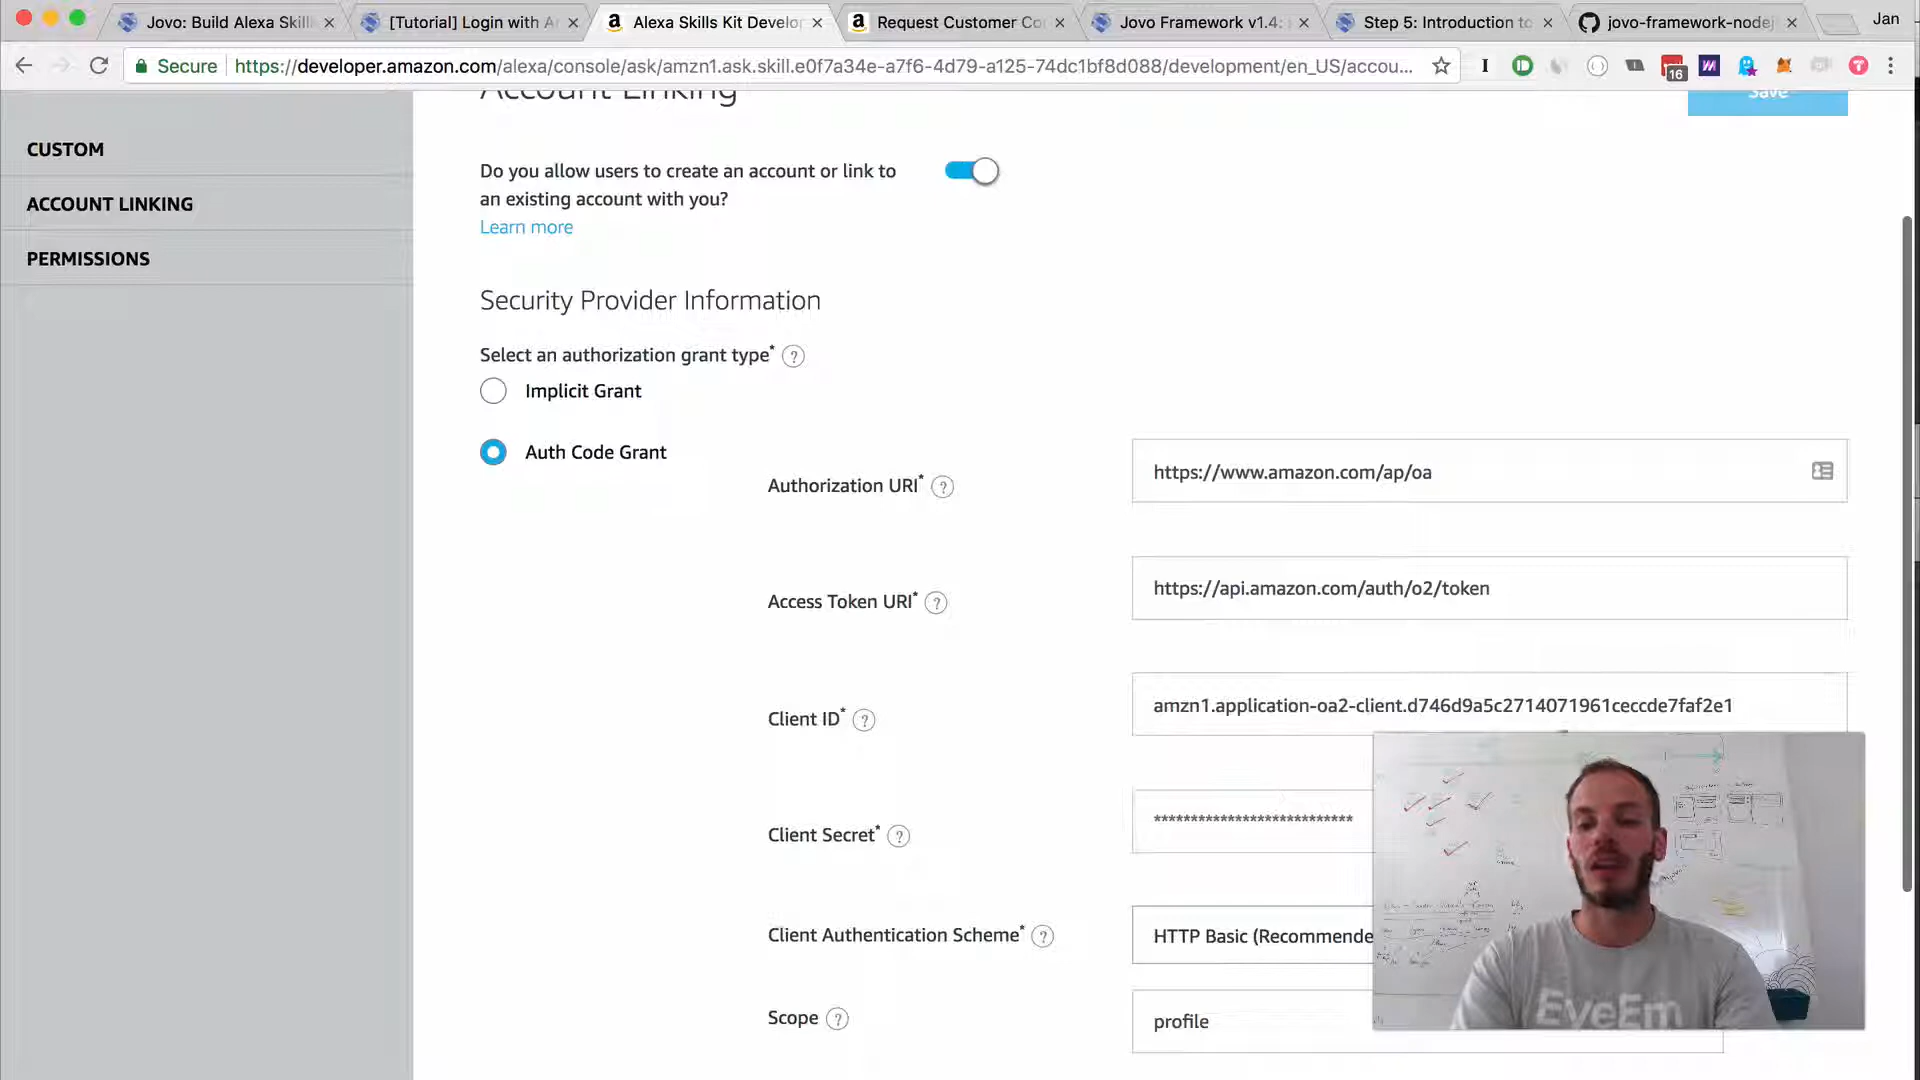 Jovo: Build Alexa Skill
[Tutorial] Login with A
Alexa Skills Kit Develo
Request Customer Co
Jovo Framework v1.4:
Step 5: Introduction to
jovo-framework-nodej
Jan
Secure
https://developer.amazon.com/alexa/console/ask/amzn1.ask.skill.e0f7a34e-a7f6-4d79-a125-74dc1bf8d088/development/en_US/accou...
16
Account Linking
Save
CUSTOM
ACCOUNT LINKING
PERMISSIONS
Do you allow users to create an account or link to
an existing account with you?
Learn more
Security Provider Information
Select an authorization grant type* ?
Implicit Grant
Auth Code Grant
Authorization URI* ?
https://www.amazon.com/ap/oa
Access Token URI* ?
https://api.amazon.com/auth/o2/token
Client ID* ?
amzn1.application-oa2-client.d746d9a5c2714071961ceccde7faf2e1
Client Secret* ?
***************************
Client Authentication Scheme* ?
HTTP Basic (Recommende
Scope ?
profile
EyeEm